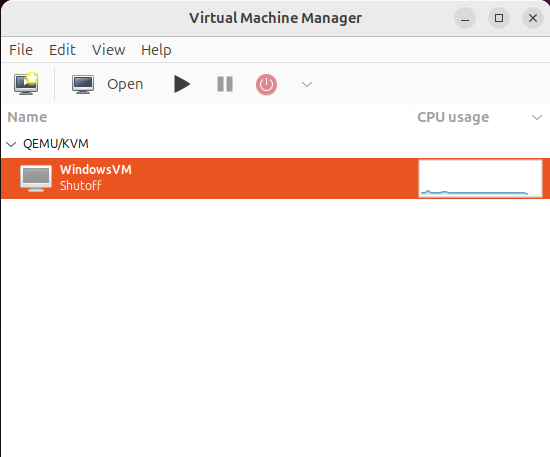 Virtual Machine Manager
File Edit View Help
Open
Name CPU usage
QEMU/KVM
WindowsVM
Shutoff